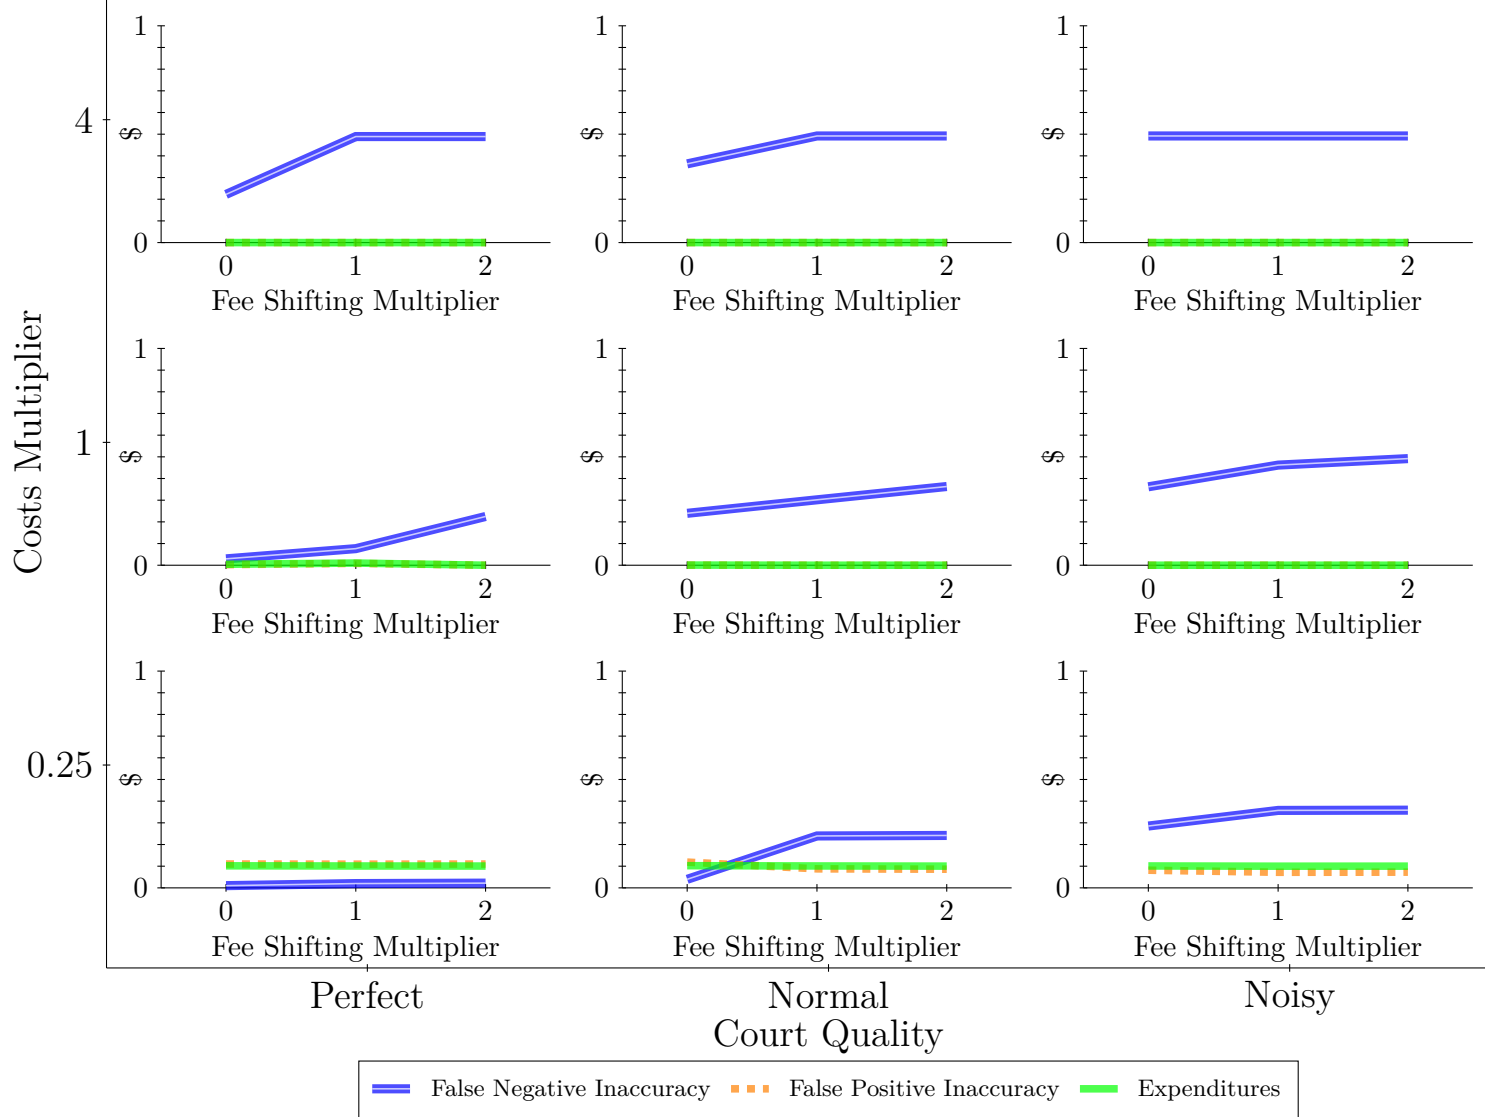 1
$
0
0 1 2
Fee Shifting Multiplier
1
$
0
0 1 2
Fee Shifting Multiplier
1
$
0
0 1 2
Fee Shifting Multiplier
1
$
0
0 1 2
Fee Shifting Multiplier
1
$
0
0 1 2
Fee Shifting Multiplier
1
$
0
0 1 2
Fee Shifting Multiplier
1
$
0
0 1 2
Fee Shifting Multiplier
1
$
0
0 1 2
Fee Shifting Multiplier
1
$
0
0 1 2
Fee Shifting Multiplier
4
1
0.25
Costs Multiplier
Perfect Normal Noisy
Court Quality
False Negative Inaccuracy False Positive Inaccuracy Expenditures